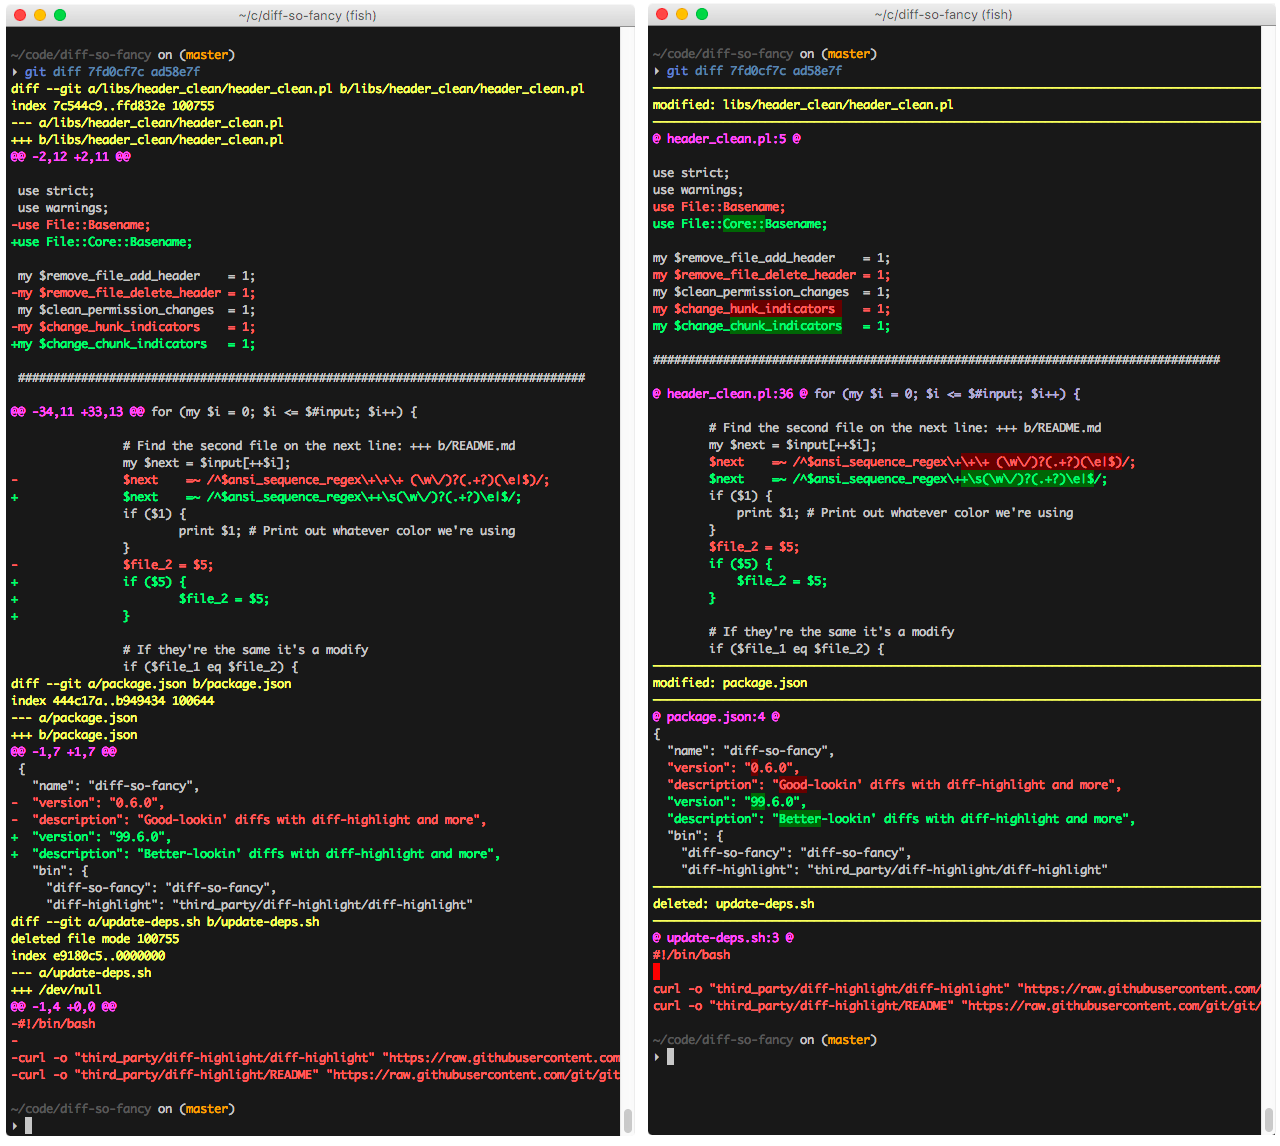 ~/c/diff-so-fancy (fish)
~/code/diff-so-fancy on (master)
› git diff 7fd0cf7c ad58e7f
diff --git a/libs/header_clean/header_clean.pl b/libs/header_clean/header_clean.pl
index 7c544c9..ffd832e 100755
--- a/libs/header_clean/header_clean.pl
+++ b/libs/header_clean/header_clean.pl
@@ -2,12 +2,11 @@
 use strict;
 use warnings;
-use File::Basename;
+use File::Core::Basename;
 my $remove_file_add_header    = 1;
-my $remove_file_delete_header = 1;
 my $clean_permission_changes  = 1;
-my $change_hunk_indicators    = 1;
+my $change_chunk_indicators   = 1;
 #################################################################################
@@ -34,11 +33,13 @@ for (my $i = 0; $i <= $#input; $i++) {
                # Find the second file on the next line: +++ b/README.md
                my $next = $input[++$i];
-               $next    =~ /^$ansi_sequence_regex\+\+\+ (\w\/)?(.+?)(\e|$)/;
+               $next    =~ /^$ansi_sequence_regex\++\s(\w\/)?(.+?)\e|$/;
                if ($1) {
                        print $1; # Print out whatever color we're using
                }
-               $file_2 = $5;
+               if ($5) {
+                       $file_2 = $5;
+               }
                # If they're the same it's a modify
                if ($file_1 eq $file_2) {
diff --git a/package.json b/package.json
index 444c17a..b949434 100644
--- a/package.json
+++ b/package.json
@@ -1,7 +1,7 @@
 {
   "name": "diff-so-fancy",
-  "version": "0.6.0",
-  "description": "Good-lookin' diffs with diff-highlight and more",
+  "version": "99.6.0",
+  "description": "Better-lookin' diffs with diff-highlight and more",
   "bin": {
     "diff-so-fancy": "diff-so-fancy",
     "diff-highlight": "third_party/diff-highlight/diff-highlight"
diff --git a/update-deps.sh b/update-deps.sh
deleted file mode 100755
index e9180c5..0000000
--- a/update-deps.sh
+++ /dev/null
@@ -1,4 +0,0 @@
-#!/bin/bash
-
-curl -o "third_party/diff-highlight/diff-highlight" "https://raw.githubusercontent.com
-curl -o "third_party/diff-highlight/README" "https://raw.githubusercontent.com/git/git
~/code/diff-so-fancy on (master)
›
~/c/diff-so-fancy (fish)
~/code/diff-so-fancy on (master)
› git diff 7fd0cf7c ad58e7f
modified: libs/header_clean/header_clean.pl
@ header_clean.pl:5 @
use strict;
use warnings;
use File::Basename;
use File::Core::Basename;
my $remove_file_add_header    = 1;
my $remove_file_delete_header = 1;
my $clean_permission_changes  = 1;
my $change_hunk_indicators    = 1;
my $change_chunk_indicators   = 1;
#################################################################################
@ header_clean.pl:36 @ for (my $i = 0; $i <= $#input; $i++) {
        # Find the second file on the next line: +++ b/README.md
        my $next = $input[++$i];
        $next    =~ /^$ansi_sequence_regex\+\+\+ (\w\/)?(.+?)(\e|$)/;
        $next    =~ /^$ansi_sequence_regex\++\s(\w\/)?(.+?)\e|$/;
        if ($1) {
            print $1; # Print out whatever color we're using
        }
        $file_2 = $5;
        if ($5) {
            $file_2 = $5;
        }
        # If they're the same it's a modify
        if ($file_1 eq $file_2) {
modified: package.json
@ package.json:4 @
{
  "name": "diff-so-fancy",
  "version": "0.6.0",
  "description": "Good-lookin' diffs with diff-highlight and more",
  "version": "99.6.0",
  "description": "Better-lookin' diffs with diff-highlight and more",
  "bin": {
    "diff-so-fancy": "diff-so-fancy",
    "diff-highlight": "third_party/diff-highlight/diff-highlight"
deleted: update-deps.sh
@ update-deps.sh:3 @
#!/bin/bash
curl -o "third_party/diff-highlight/diff-highlight" "https://raw.githubusercontent.com/
curl -o "third_party/diff-highlight/README" "https://raw.githubusercontent.com/git/git/
~/code/diff-so-fancy on (master)
›